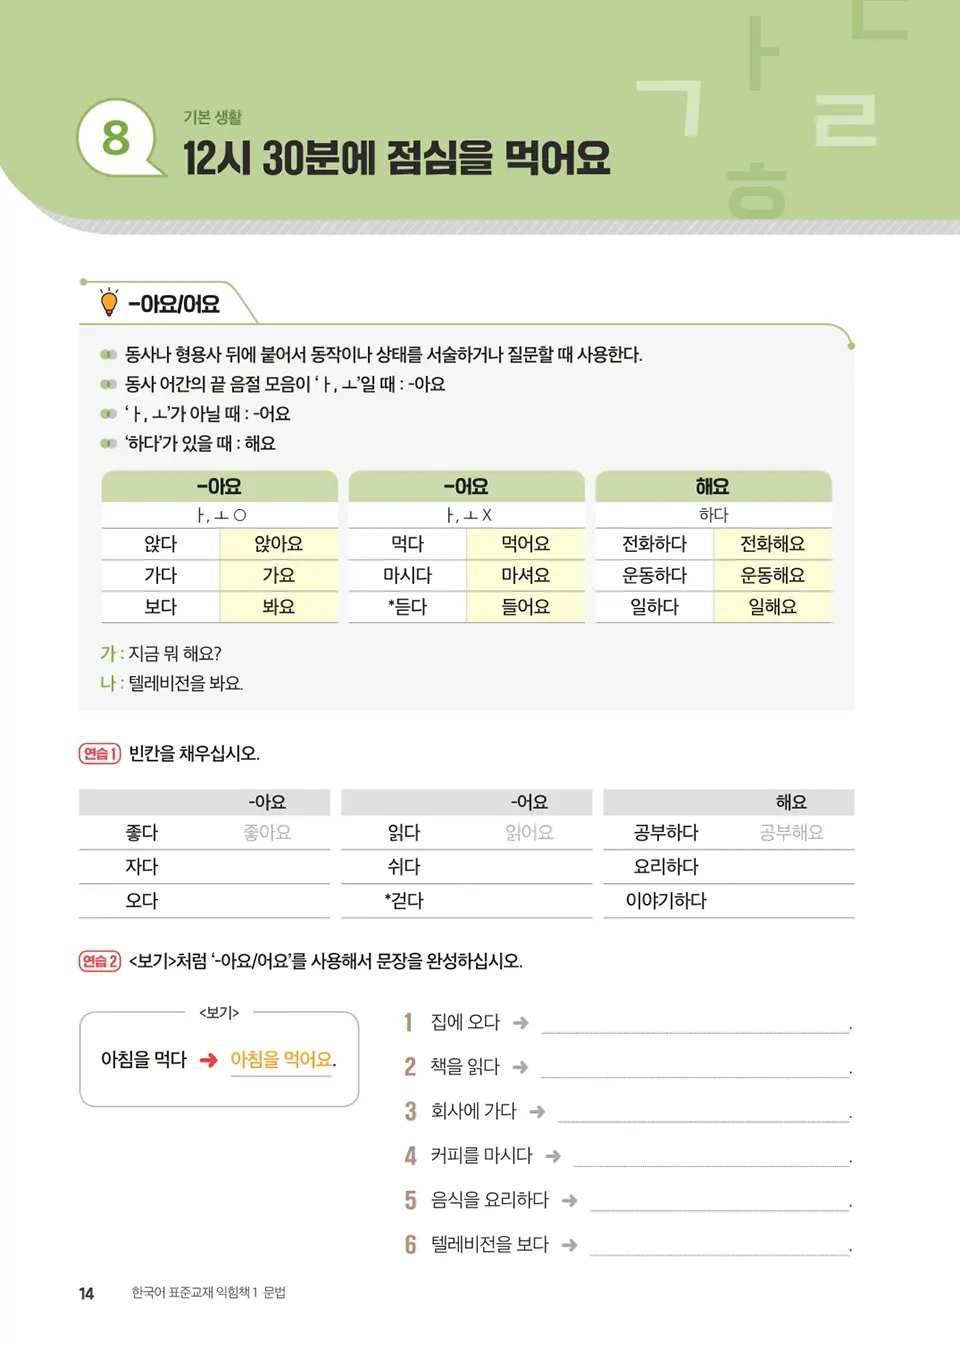 8
기본 생활
12시 30분에 점심을 먹어요
ㄱ ㅏ ㄷ ㄹ ㅎ
-아요/어요
동사나 형용사 뒤에 붙어서 동작이나 상태를 서술하거나 질문할 때 사용한다.
동사 어간의 끝 음절 모음이 ‘ㅏ, ㅗ’일 때 : -아요
‘ㅏ, ㅗ’가 아닐 때 : -어요
‘하다’가 있을 때 : 해요
-아요 -어요 해요
ㅏ, ㅗ O ㅏ, ㅗ X 하다
앉다 앉아요 먹다 먹어요 전화하다 전화해요
가다 가요 마시다 마셔요 운동하다 운동해요
보다 봐요 *듣다 들어요 일하다 일해요
가 : 지금 뭐 해요?
나 : 텔레비전을 봐요.
연습 1 빈칸을 채우십시오.
-아요 -어요 해요
좋다 좋아요 읽다 읽어요 공부하다 공부해요
자다 쉬다 요리하다
오다 *걷다 이야기하다
연습 2 <보기>처럼 ‘-아요/어요’를 사용해서 문장을 완성하십시오.
<보기>
아침을 먹다 ➜ 아침을 먹어요.
1 집에 오다 ➜ .
2 책을 읽다 ➜ .
3 회사에 가다 ➜ .
4 커피를 마시다 ➜ .
5 음식을 요리하다 ➜ .
6 텔레비전을 보다 ➜ .
14 한국어 표준교재 익힘책 1 문법